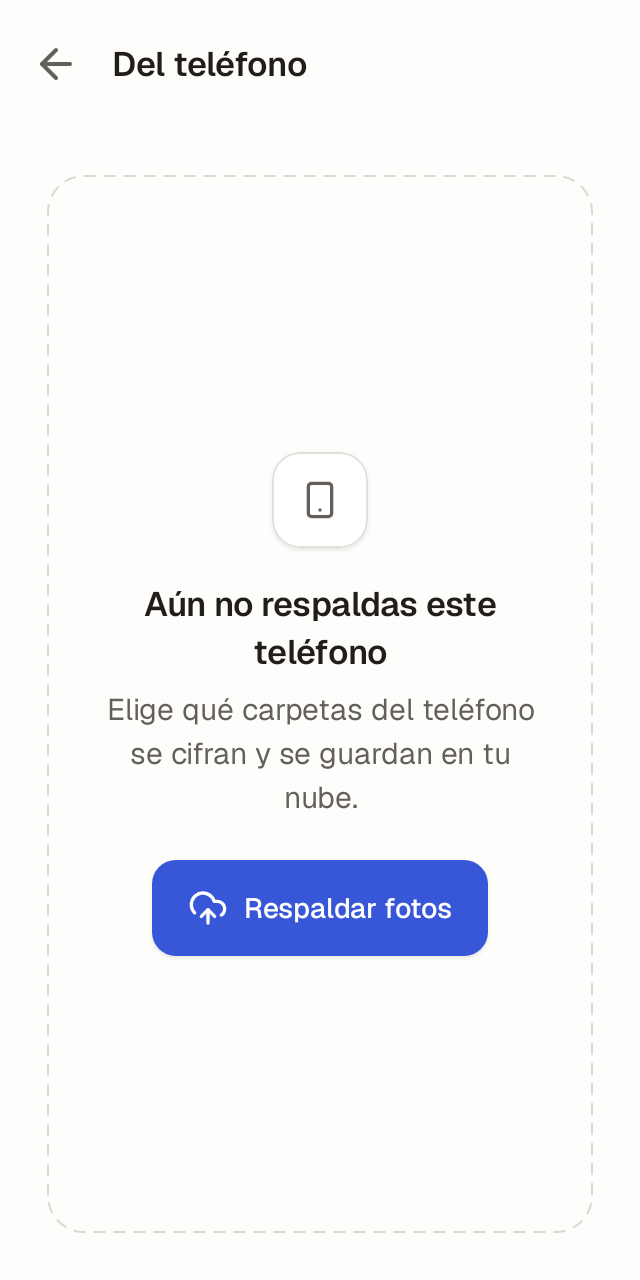 Del teléfono
Aún no respaldas este
teléfono
Elige qué carpetas del teléfono
se cifran y se guardan en tu
nube.
Respaldar fotos